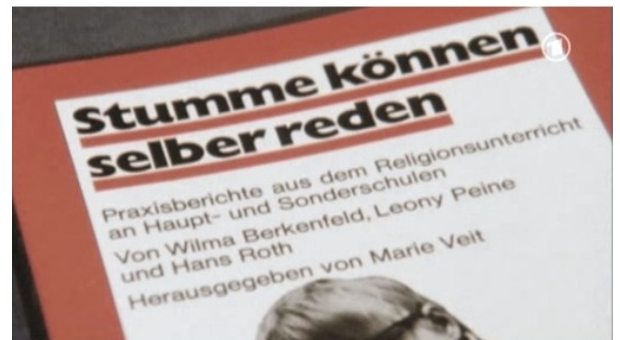 Stumme können
selber reden
Praxisberichte aus dem Religionsunterricht
an Haupt- und Sonderschulen
Von Wilma Berkenfeld, Leony Peine
und Hans Roth
Herausgegeben von Marie Veit
1